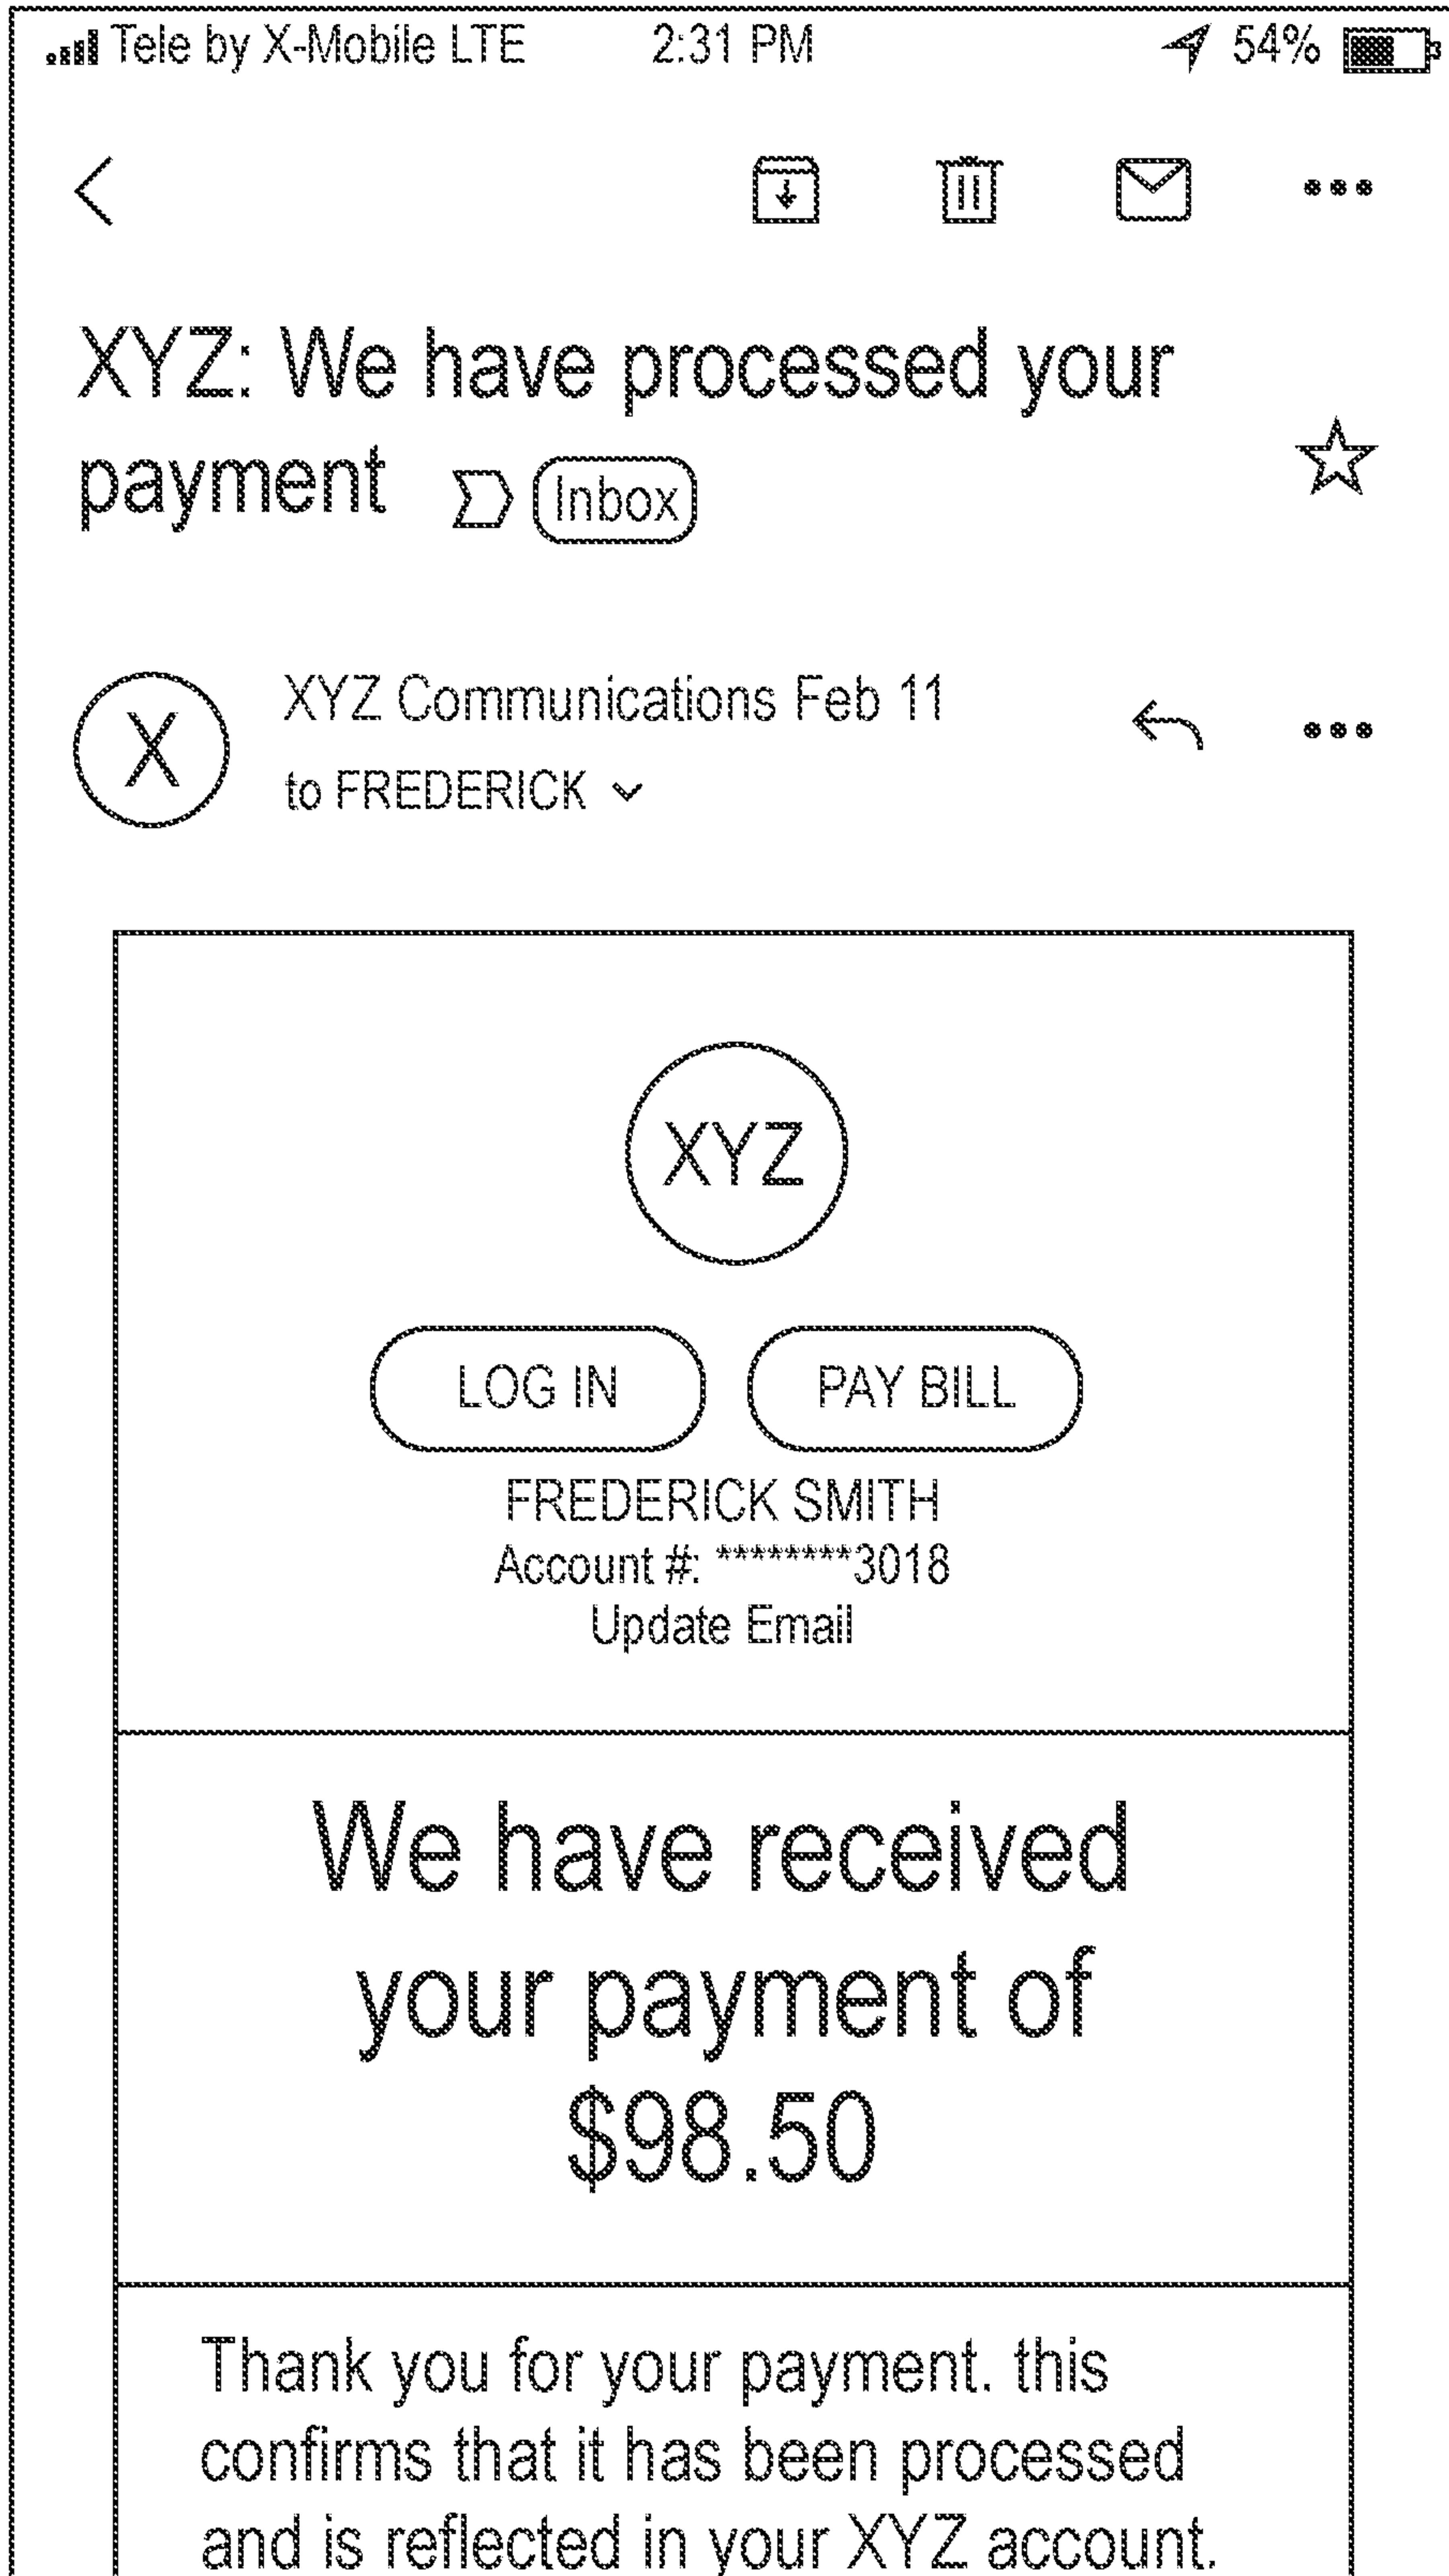 Tele by X-Mobile LTE 2:31 PM 54%
XYZ: We have processed your
payment Inbox
X
XYZ Communications Feb 11
to FREDERICK
XYZ
LOG IN PAY BILL
FREDERICK SMITH
Account #: ********3018
Update Email
We have received
your payment of
$98.50
Thank you for your payment. this
confirms that it has been processed
and is reflected in your XYZ account.